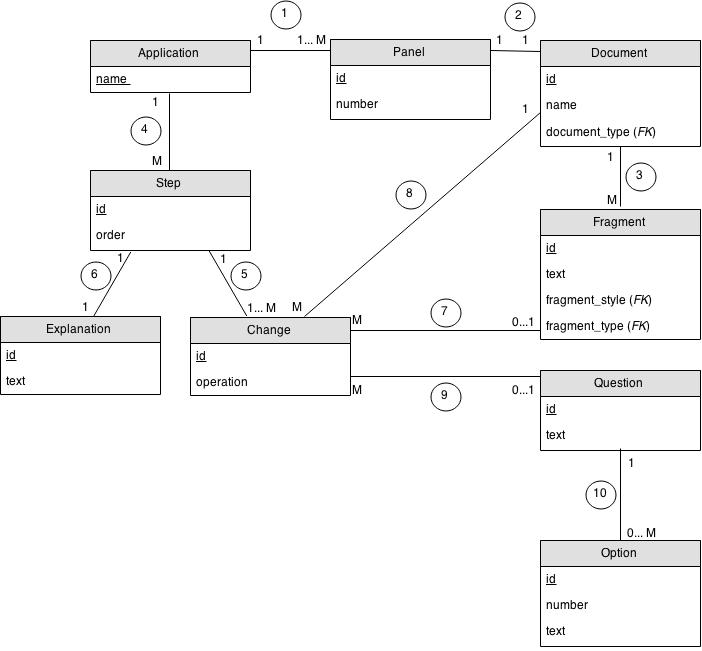 1
2
1
1... M
1
1
Application
name
Panel
id
number
Document
id
name
document_type (FK)
1
4
M
1
8
1
3
M
Step
id
order
Fragment
id
text
fragment_style (FK)
fragment_type (FK)
1
6
1
1
5
1... M
M
M
7
0...1
Explanation
id
text
Change
id
operation
M
9
0...1
Question
id
text
1
10
0... M
Option
id
number
text